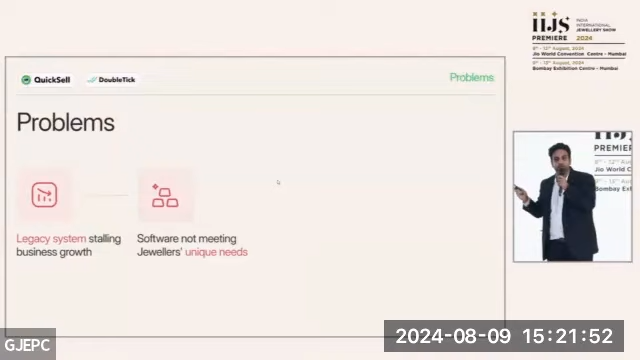 IIJS
INDIA
INTERNATIONAL
JEWELLERY SHOW
PREMIERE 2024
Jio World Convention Centre - Mumbai
Bombay Exhibition Centre - Mumbai
QuickSell
DoubleTick
Problems
Problems
Legacy system stalling
business growth
Software not meeting
Jewellers' unique needs
PREMIER
Jio World C
Bombay Exi
2024-08-09 15:21:52
GJEPC